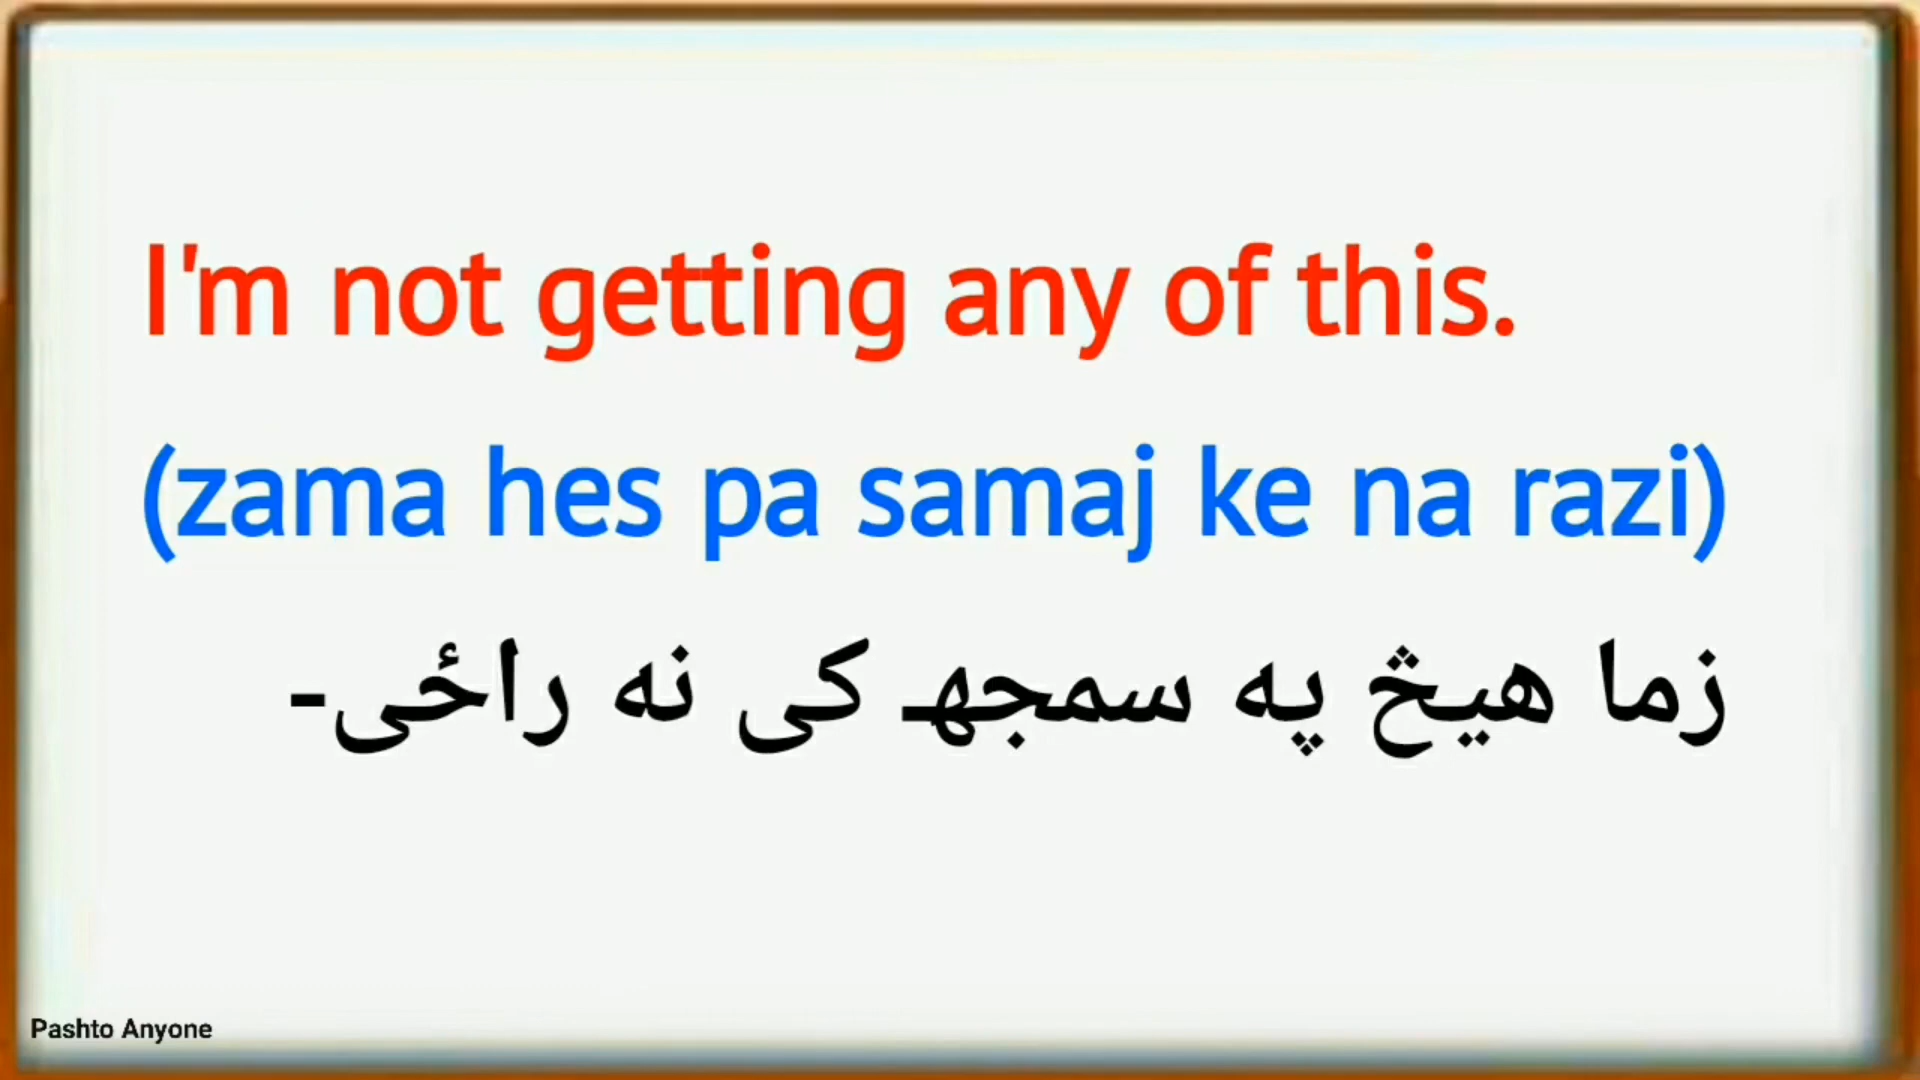 I'm not getting any of this.
(zama hes pa samaj ke na razi)
زما هیڅ په سمجھـ کی نه راځی-
Pashto Anyone